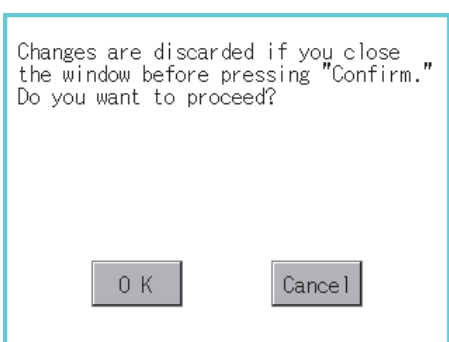 Changes are discarded if you close
the window before pressing "Confirm."
Do you want to proceed?
O K
Cancel